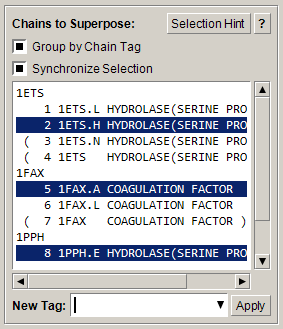 Chains to Superpose: Selection Hint ?
Group by Chain Tag
Synchronize Selection
1ETS
1 1ETS.L HYDROLASE(SERINE PRO
2 1ETS.H HYDROLASE(SERINE PRO
( 3 1ETS.N HYDROLASE(SERINE PRO
( 4 1ETS HYDROLASE(SERINE PRO
1FAX
5 1FAX.A COAGULATION FACTOR
6 1FAX.L COAGULATION FACTOR
( 7 1FAX COAGULATION FACTOR )
1PPH
8 1PPH.E HYDROLASE(SERINE PRO
New Tag: Apply